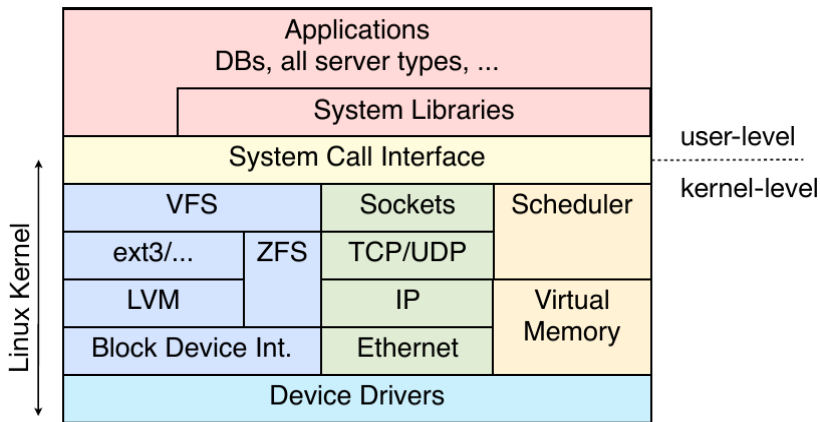 Applications
DBs, all server types, ...
System Libraries
System Call Interface
user-level
kernel-level
Linux Kernel
VFS
Sockets
Scheduler
ext3/...
ZFS
TCP/UDP
LVM
IP
Virtual
Memory
Block Device Int.
Ethernet
Device Drivers